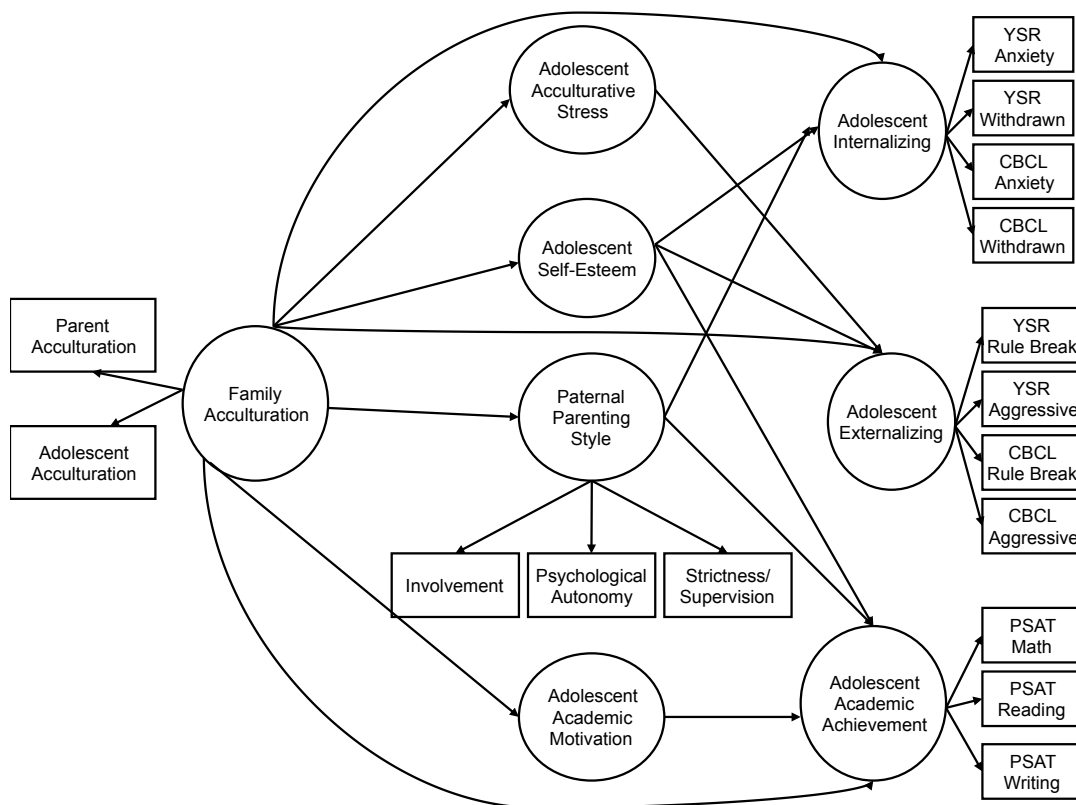 YSR
Anxiety
Adolescent
Acculturative
Stress
YSR
Withdrawn
Adolescent
Internalizing
CBCL
Anxiety
CBCL
Withdrawn
Adolescent
Self-Esteem
Parent
Acculturation
YSR
Rule Break
Family
Acculturation
Paternal
Parenting
Style
YSR
Aggressive
Adolescent
Externalizing
Adolescent
Acculturation
CBCL
Rule Break
CBCL
Aggressive
Involvement
Psychological
Autonomy
Strictness/
Supervision
PSAT
Math
Adolescent
Academic
Motivation
Adolescent
Academic
Achievement
PSAT
Reading
PSAT
Writing